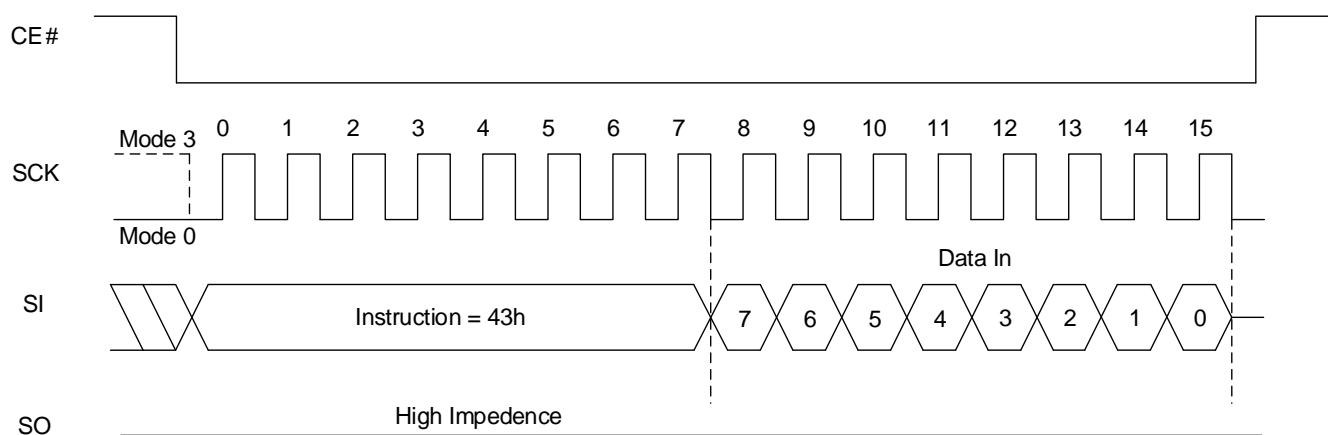 CE#
0 1 2 3 4 5 6 7 8 9 10 11 12 13 14 15
Mode 3
SCK
Mode 0
Data In
SI
Instruction = 43h
7 6 5 4 3 2 1 0
High Impedence
SO